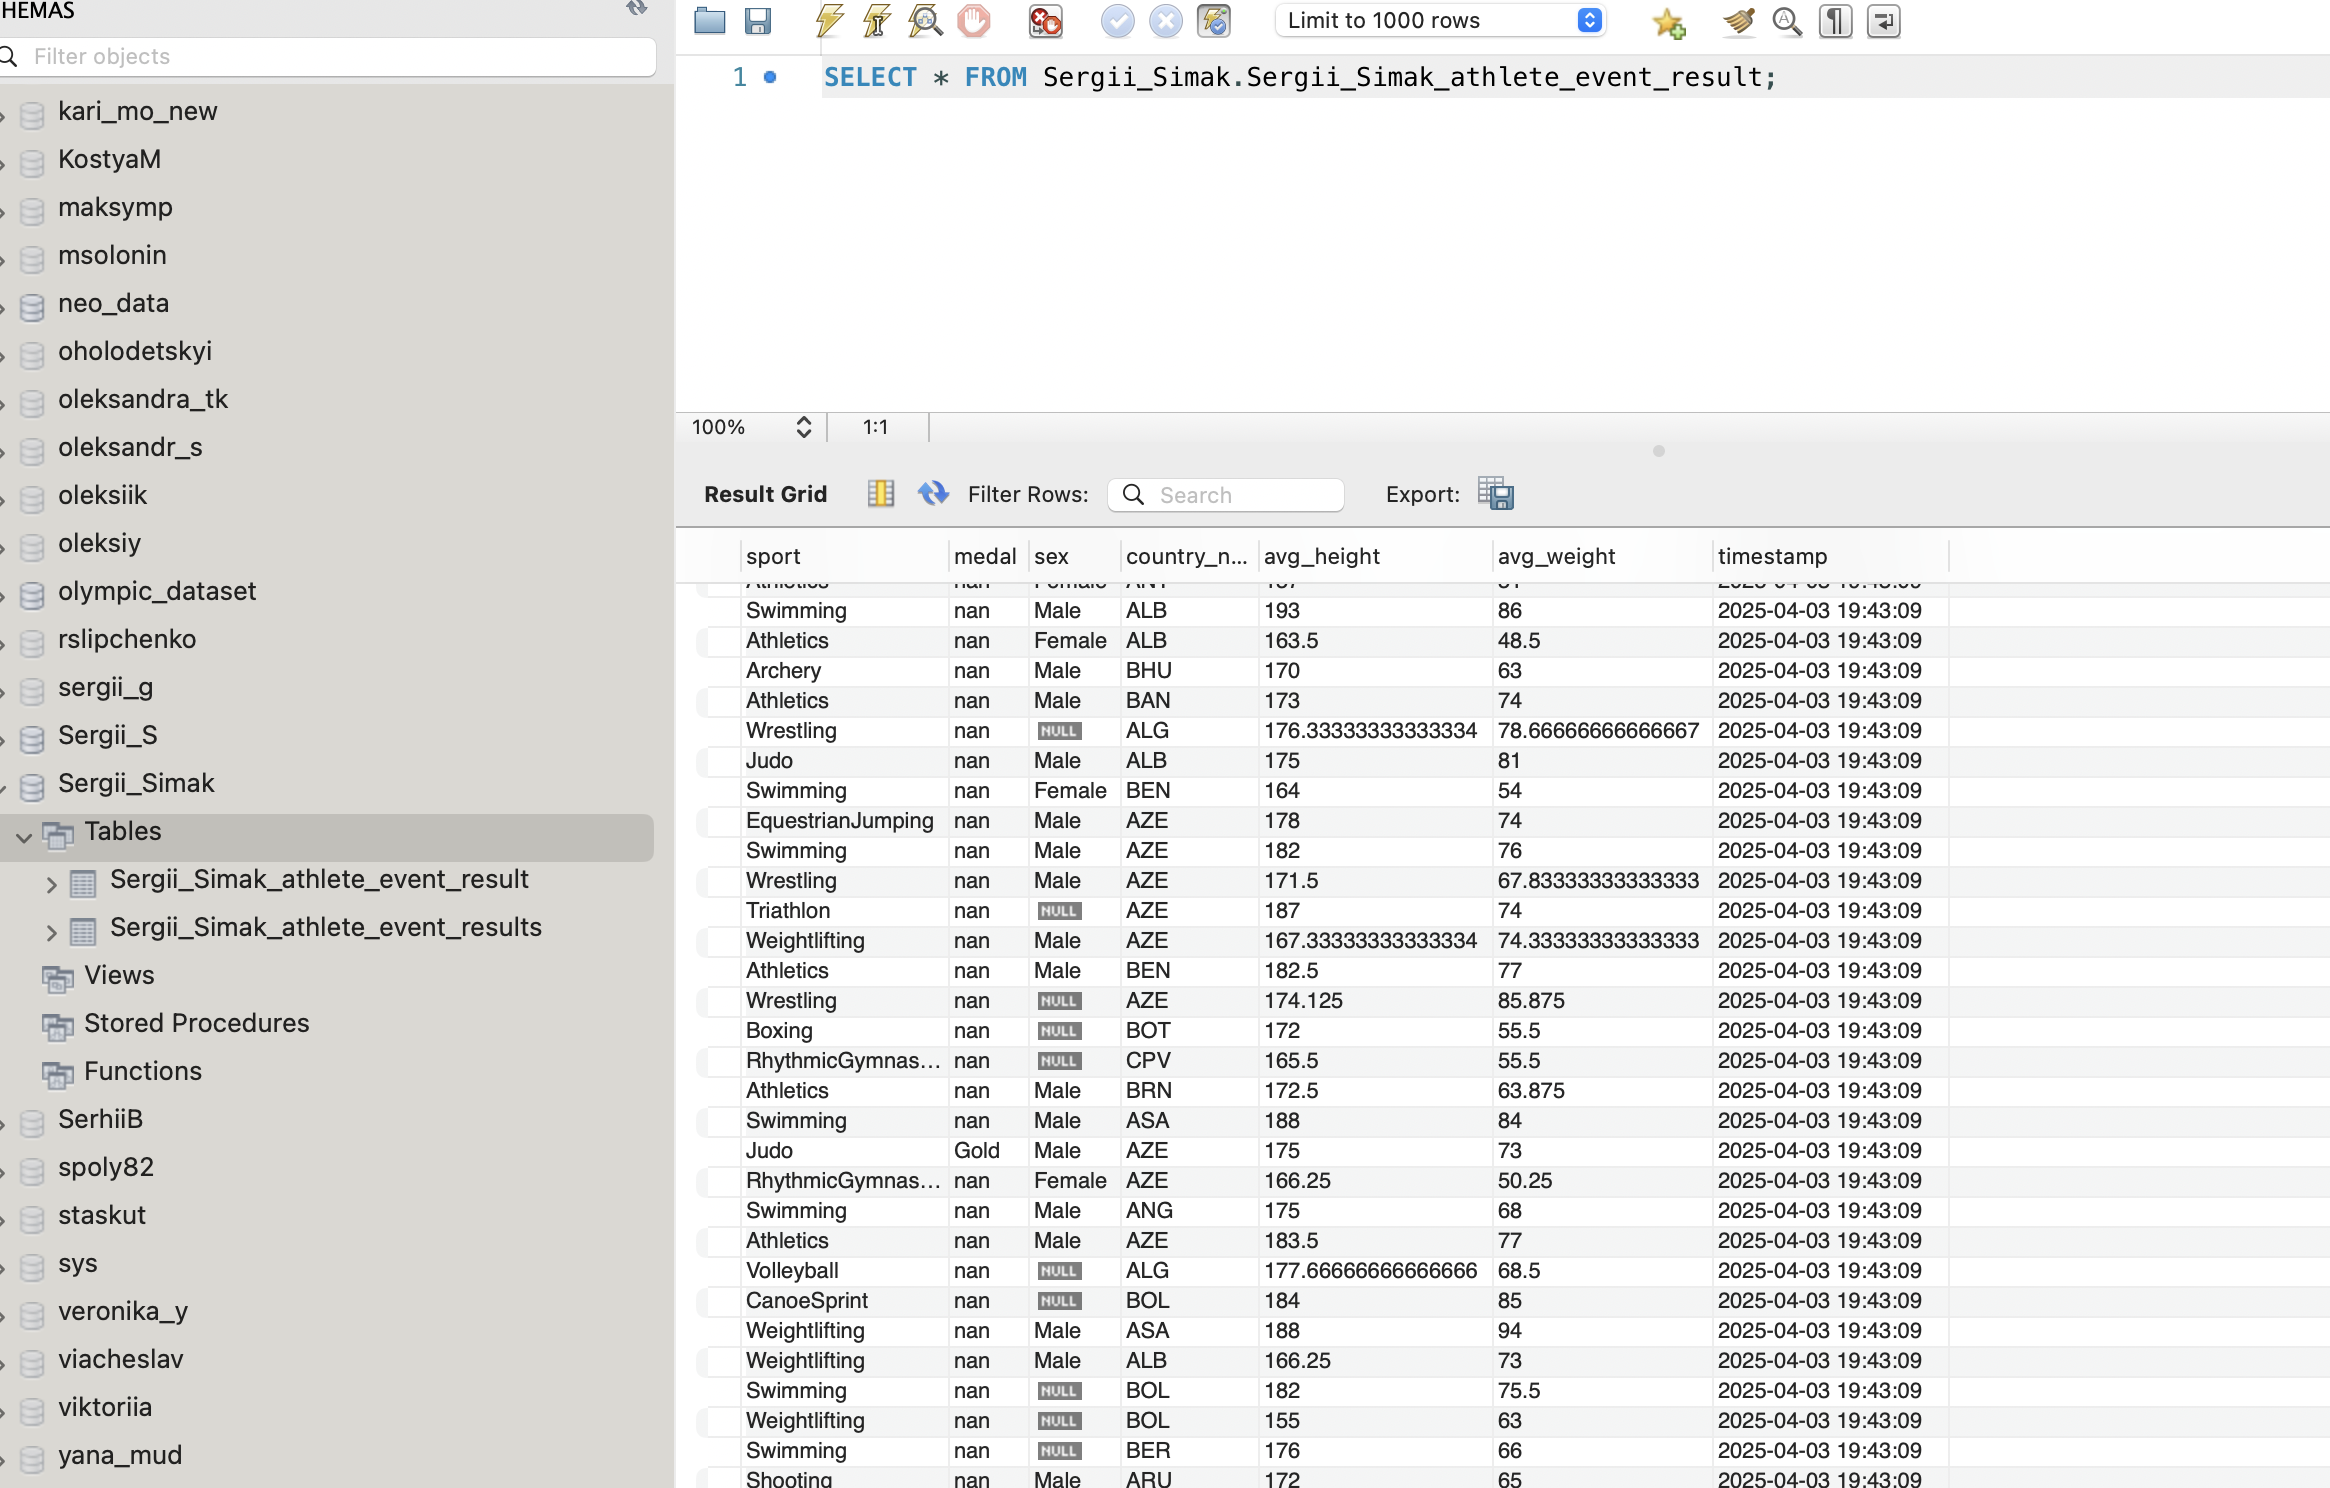 HEMAS
Filter objects
kari_mo_new
KostyaM
maksymp
msolonin
neo_data
oholodetskyi
oleksandra_tk
oleksandr_s
oleksiik
oleksiy
olympic_dataset
rslipchenko
sergii_g
Sergii_S
Sergii_Simak
Tables
Sergii_Simak_athlete_event_result
Sergii_Simak_athlete_event_results
Views
Stored Procedures
Functions
SerhiiB
spoly82
staskut
sys
veronika_y
viacheslav
viktoriia
yana_mud
Limit to 1000 rows
1 SELECT * FROM Sergii_Simak.Sergii_Simak_athlete_event_result;
100% 1:1
Result Grid Filter Rows: Search Export:
sport medal sex country_n... avg_height avg_weight timestamp
Swimming nan Male ALB 193 86 2025-04-03 19:43:09
Athletics nan Female ALB 163.5 48.5 2025-04-03 19:43:09
Archery nan Male BHU 170 63 2025-04-03 19:43:09
Athletics nan Male BAN 173 74 2025-04-03 19:43:09
Wrestling nan NULL ALG 176.33333333333334 78.66666666666667 2025-04-03 19:43:09
Judo nan Male ALB 175 81 2025-04-03 19:43:09
Swimming nan Female BEN 164 54 2025-04-03 19:43:09
EquestrianJumping nan Male AZE 178 74 2025-04-03 19:43:09
Swimming nan Male AZE 182 76 2025-04-03 19:43:09
Wrestling nan Male AZE 171.5 67.83333333333333 2025-04-03 19:43:09
Triathlon nan NULL AZE 187 74 2025-04-03 19:43:09
Weightlifting nan Male AZE 167.33333333333334 74.33333333333333 2025-04-03 19:43:09
Athletics nan Male BEN 182.5 77 2025-04-03 19:43:09
Wrestling nan NULL AZE 174.125 85.875 2025-04-03 19:43:09
Boxing nan NULL BOT 172 55.5 2025-04-03 19:43:09
RhythmicGymnas... nan NULL CPV 165.5 55.5 2025-04-03 19:43:09
Athletics nan Male BRN 172.5 63.875 2025-04-03 19:43:09
Swimming nan Male ASA 188 84 2025-04-03 19:43:09
Judo Gold Male AZE 175 73 2025-04-03 19:43:09
RhythmicGymnas... nan Female AZE 166.25 50.25 2025-04-03 19:43:09
Swimming nan Male ANG 175 68 2025-04-03 19:43:09
Athletics nan Male AZE 183.5 77 2025-04-03 19:43:09
Volleyball nan NULL ALG 177.66666666666666 68.5 2025-04-03 19:43:09
CanoeSprint nan NULL BOL 184 85 2025-04-03 19:43:09
Weightlifting nan Male ASA 188 94 2025-04-03 19:43:09
Weightlifting nan Male ALB 166.25 73 2025-04-03 19:43:09
Swimming nan NULL BOL 182 75.5 2025-04-03 19:43:09
Weightlifting nan NULL BOL 155 63 2025-04-03 19:43:09
Swimming nan NULL BER 176 66 2025-04-03 19:43:09
Shooting nan Male ARU 172 65 2025-04-03 19:43:09